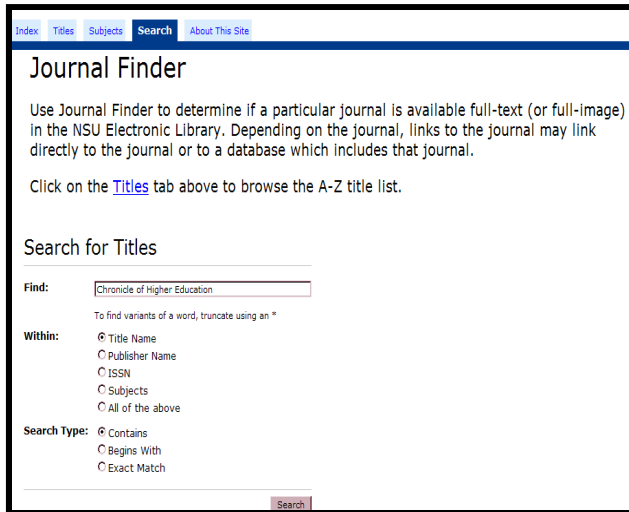 Index Titles Subjects Search About This Site
Journal Finder
Use Journal Finder to determine if a particular journal is available full-text (or full-image)
in the NSU Electronic Library. Depending on the journal, links to the journal may link
directly to the journal or to a database which includes that journal.
Click on the Titles tab above to browse the A-Z title list.
Search for Titles
Find: Chronicle of Higher Education
To find variants of a word, truncate using an *
Within: Title Name
Publisher Name
ISSN
Subjects
All of the above
Search Type: Contains
Begins With
Exact Match
Search